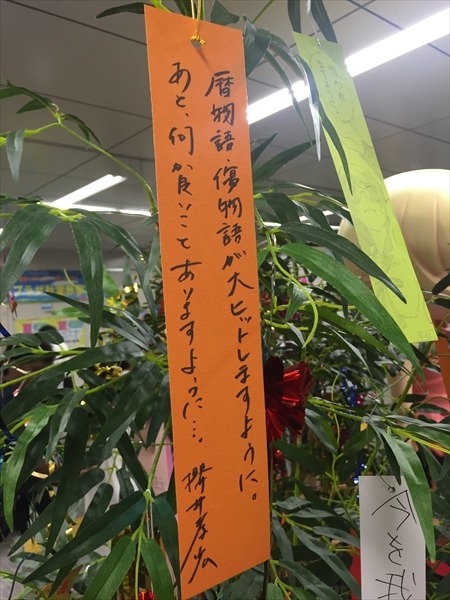 暦物語、傷物語が大ヒットしますように。
あと、何か良いことありますように…。
櫻井孝宏